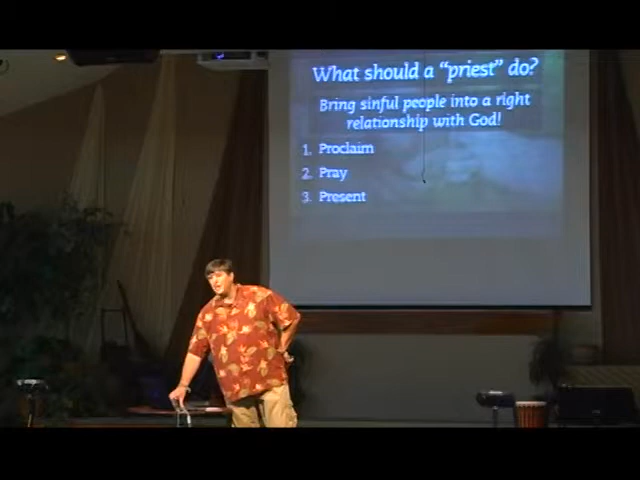 What should a "priest" do?
Bring sinful people into a right
relationship with God!
1. Proclaim
2. Pray
3. Present